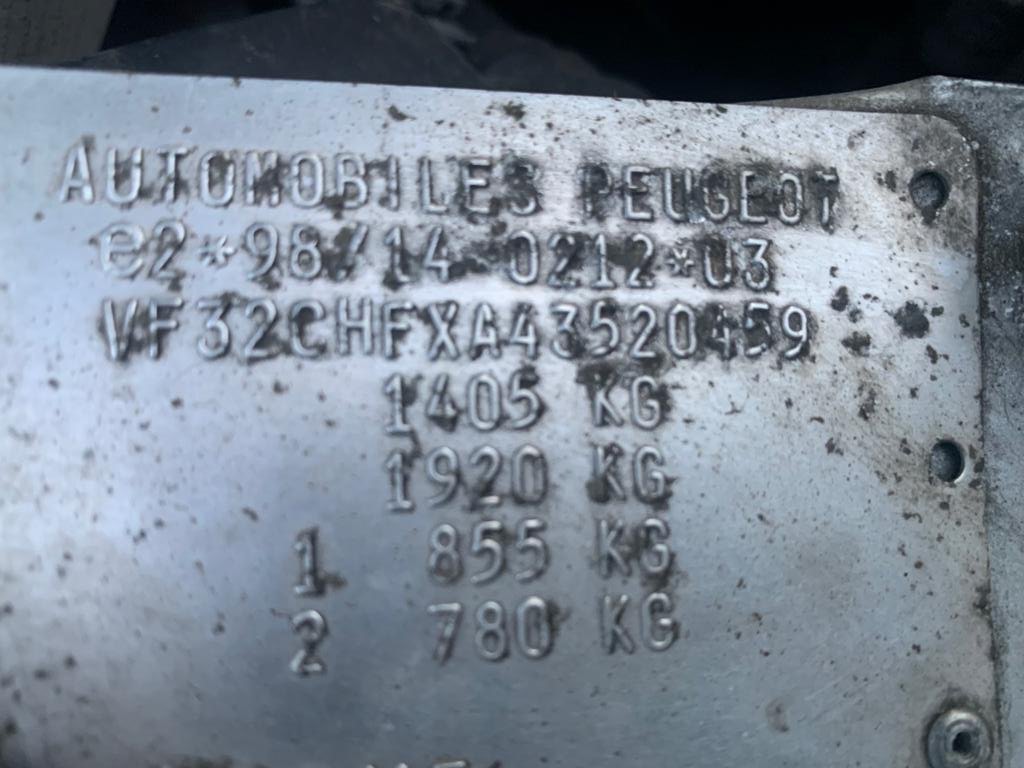 AUTOMOBILES PEUGEOT
e2*98/14*0212*03
VF32CHFXA43520459
1405 KG
1920 KG
1 855 KG
2 780 KG